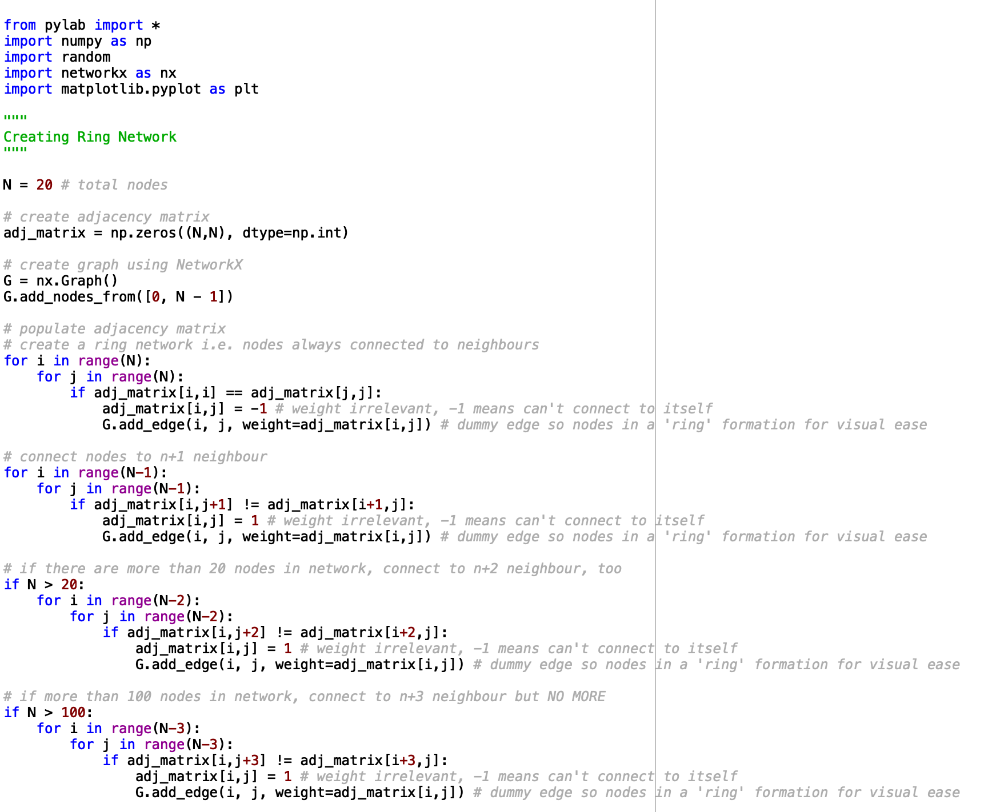 from pylab import *
import numpy as np
import random
import networkx as nx
import matplotlib.pyplot as plt

"""
Creating Ring Network
"""

N = 20 # total nodes

# create adjacency matrix
adj_matrix = np.zeros((N,N), dtype=np.int)

# create graph using NetworkX
G = nx.Graph()
G.add_nodes_from([0, N - 1])

# populate adjacency matrix
# create a ring network i.e. nodes always connected to neighbours
for i in range(N):
    for j in range(N):
        if adj_matrix[i,i] == adj_matrix[j,j]:
            adj_matrix[i,j] = -1 # weight irrelevant, -1 means can't connect to itself
            G.add_edge(i, j, weight=adj_matrix[i,j]) # dummy edge so nodes in a 'ring' formation for visual ease

# connect nodes to n+1 neighbour
for i in range(N-1):
    for j in range(N-1):
        if adj_matrix[i,j+1] != adj_matrix[i+1,j]:
            adj_matrix[i,j] = 1 # weight irrelevant, -1 means can't connect to itself
            G.add_edge(i, j, weight=adj_matrix[i,j]) # dummy edge so nodes in a 'ring' formation for visual ease

# if there are more than 20 nodes in network, connect to n+2 neighbour, too
if N > 20:
    for i in range(N-2):
        for j in range(N-2):
            if adj_matrix[i,j+2] != adj_matrix[i+2,j]:
                adj_matrix[i,j] = 1 # weight irrelevant, -1 means can't connect to itself
                G.add_edge(i, j, weight=adj_matrix[i,j]) # dummy edge so nodes in a 'ring' formation for visual ease

# if more than 100 nodes in network, connect to n+3 neighbour but NO MORE
if N > 100:
    for i in range(N-3):
        for j in range(N-3):
            if adj_matrix[i,j+3] != adj_matrix[i+3,j]:
                adj_matrix[i,j] = 1 # weight irrelevant, -1 means can't connect to itself
                G.add_edge(i, j, weight=adj_matrix[i,j]) # dummy edge so nodes in a 'ring' formation for visual ease